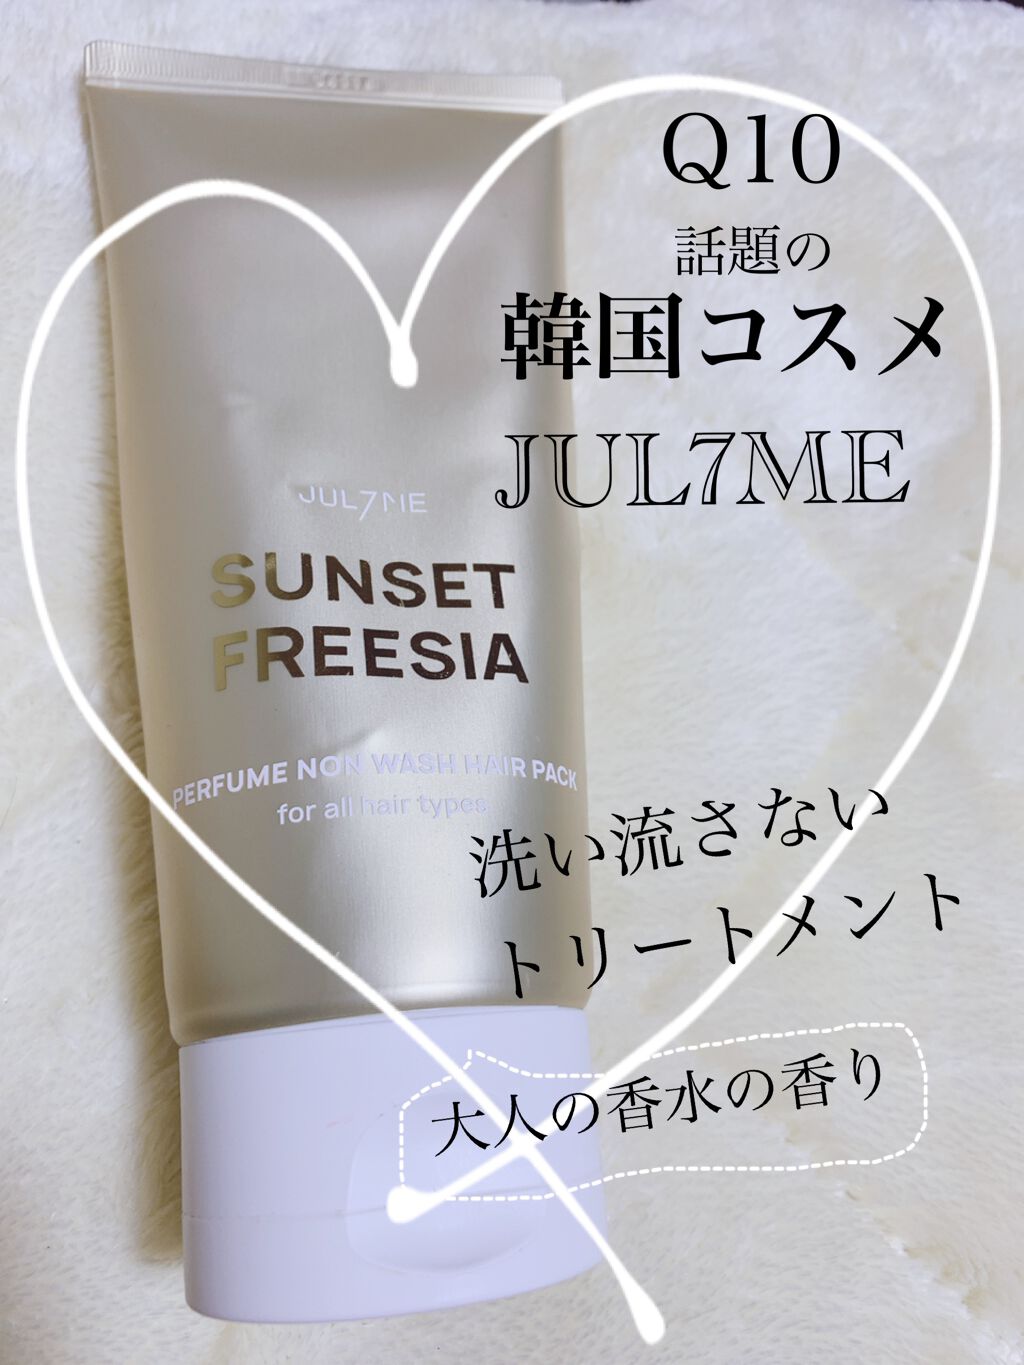 Q10
話題の
韓国コスメ
JUL7ME
JUL7ME
SUNSET
FREESIA
PERFUME NON WASH HAIR PACK
for all hair types
洗い流さない
トリートメント
大人の香水の香り